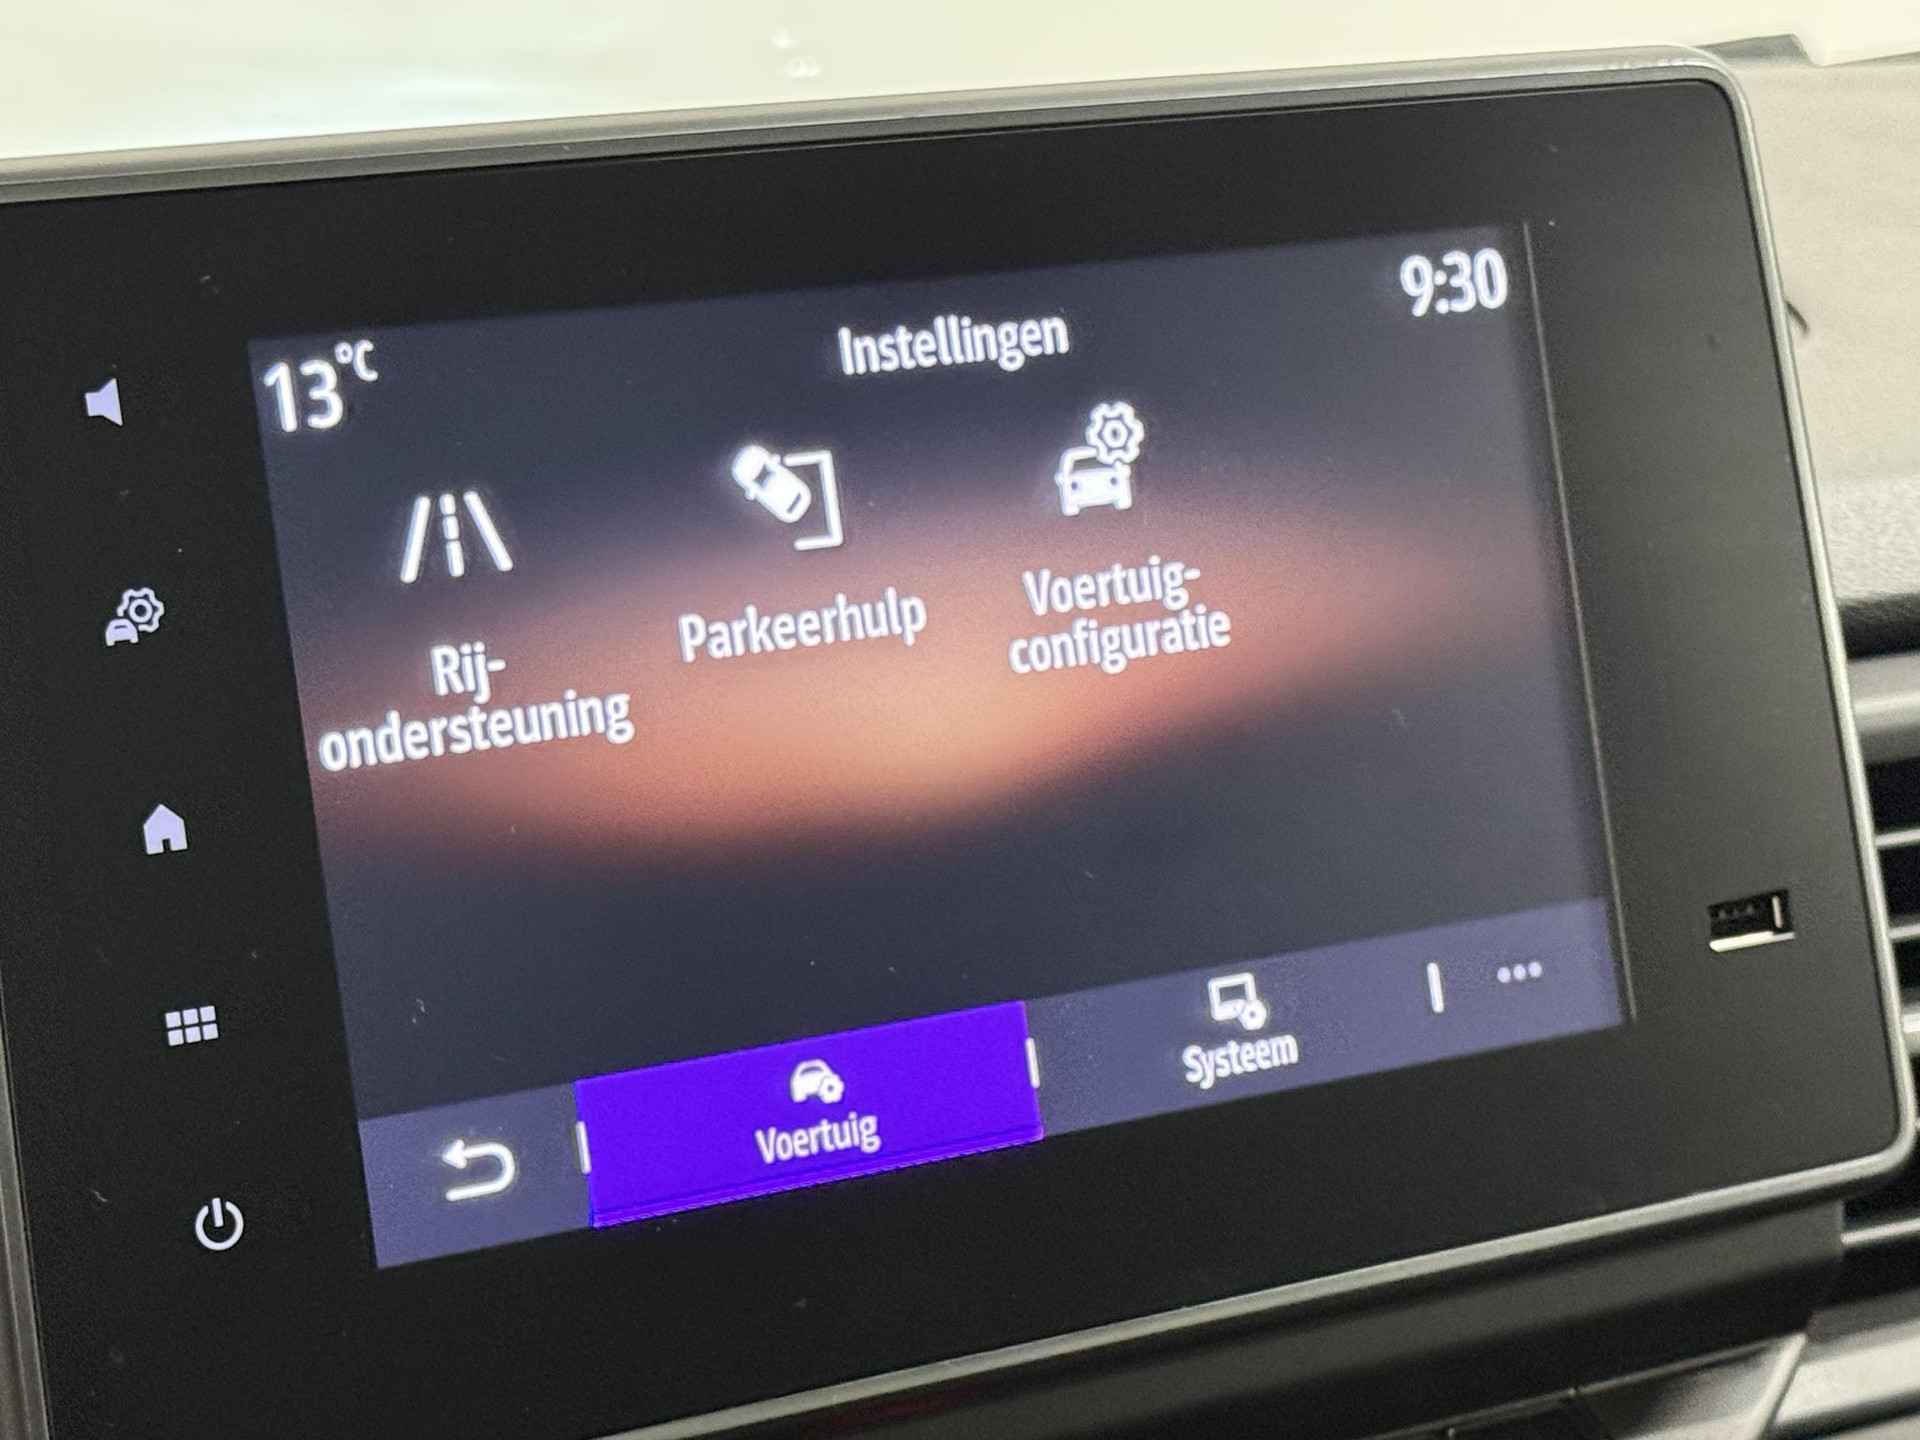 13°C
Instellingen
9:30
Rij-
ondersteuning
Parkeerhulp
Voertuig-
configuratie
Voertuig
Systeem